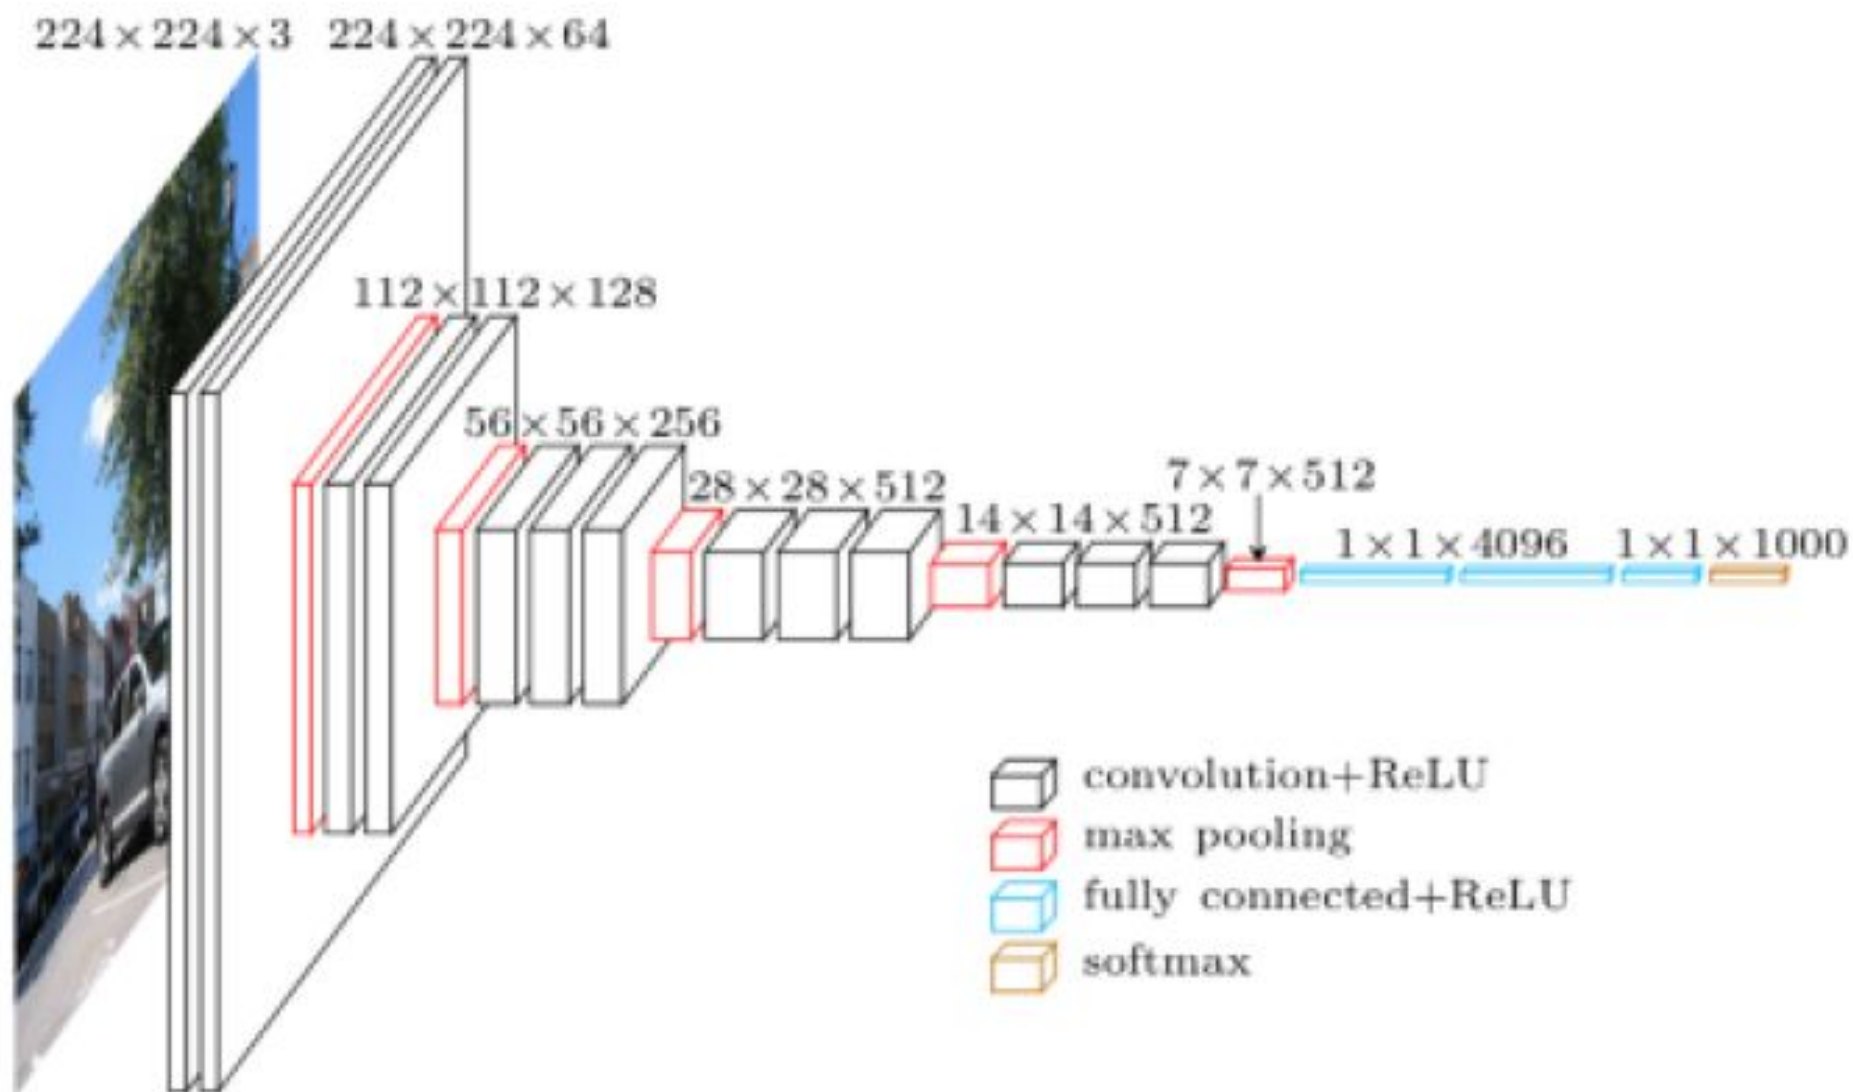 224×224×3
224×224×64
112×112×128
56×56×256
28×28×512
14×14×512
7×7×512
1×1×4096
1×1×1000
convolution+ReLU
max pooling
fully connected+ReLU
softmax